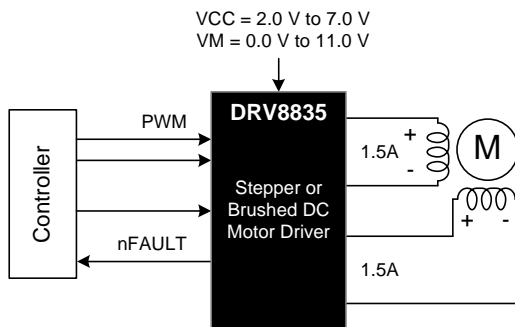 VCC = 2.0 V to 7.0 V
VM = 0.0 V to 11.0 V
DRV8835
Controller
PWM
nFAULT
Stepper or
Brushed DC
Motor Driver
1.5A
+
-
M
+ -
1.5A